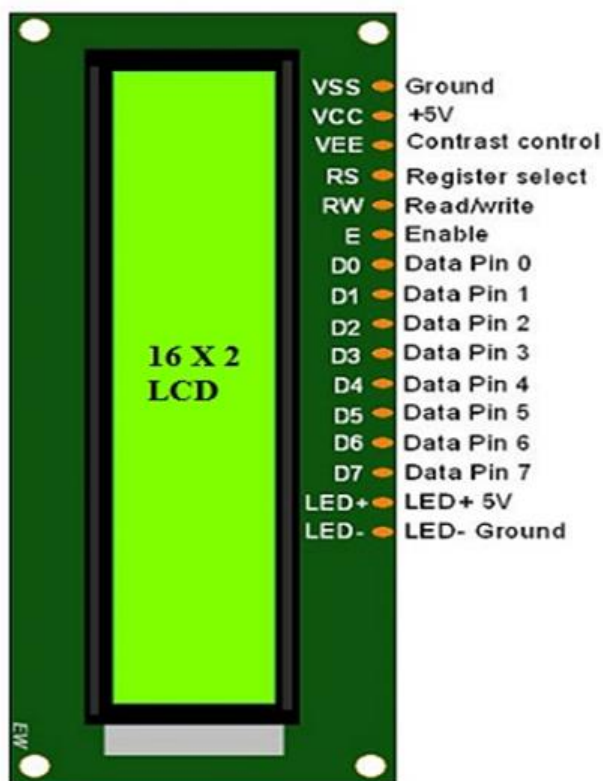 VSS Ground
VCC +5V
VEE Contrast control
RS Register select
RW Read/write
E Enable
D0 Data Pin 0
D1 Data Pin 1
D2 Data Pin 2
D3 Data Pin 3
D4 Data Pin 4
D5 Data Pin 5
D6 Data Pin 6
D7 Data Pin 7
LED+ LED+ 5V
LED- LED- Ground
16 X 2
LCD
EW